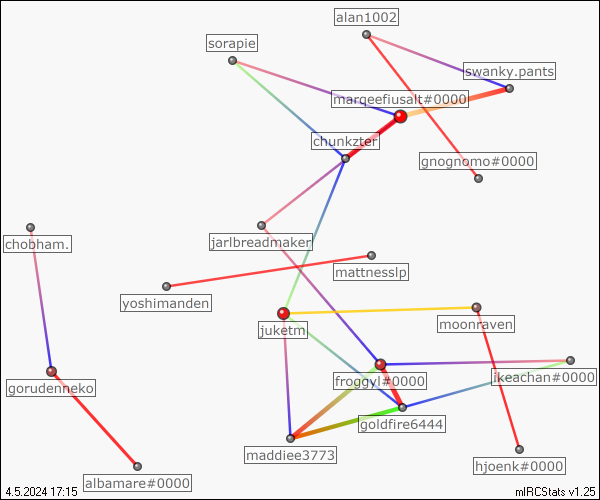 alan1002
sorapie
swanky.pants
marqeefiusalt#0000
chunkzter
gnognomo#0000
jarlbreadmaker
chobham.
mattnesslp
yoshimanden
juketm
moonraven
froggyl#0000
ikeachan#0000
gorudenneko
goldfire6444
maddiee3773
hjoenk#0000
albamare#0000
4.5.2024 17:15
mIRCStats v1.25